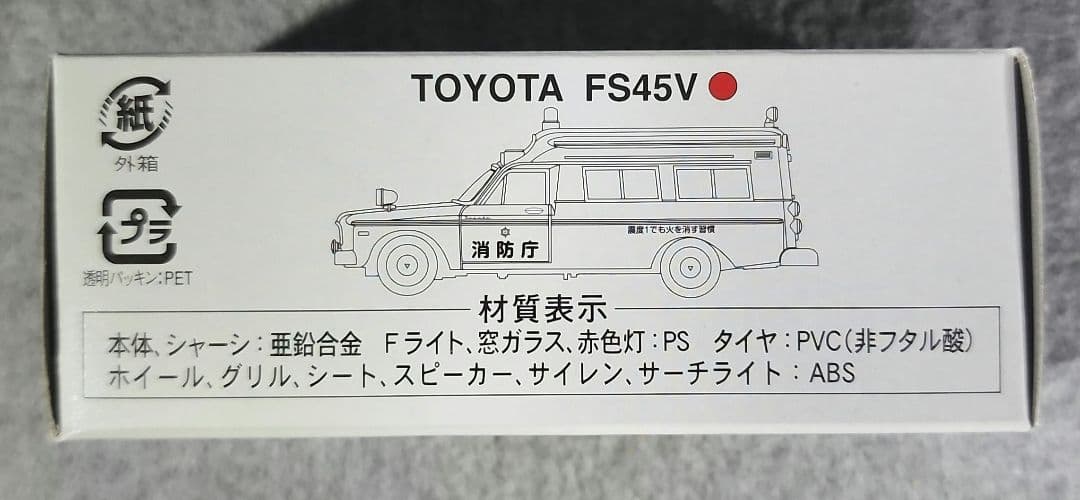 TOYOTA FS45V
紙
外箱
プラ
透明パッキン:PET
消防庁
震度1でも火を消す習慣
材質表示
本体、シャーシ:亜鉛合金 Fライト、窓ガラス、赤色灯:PS タイヤ:PVC(非フタル酸)
ホイール、グリル、シート、スピーカー、サイレン、サーチライト:ABS